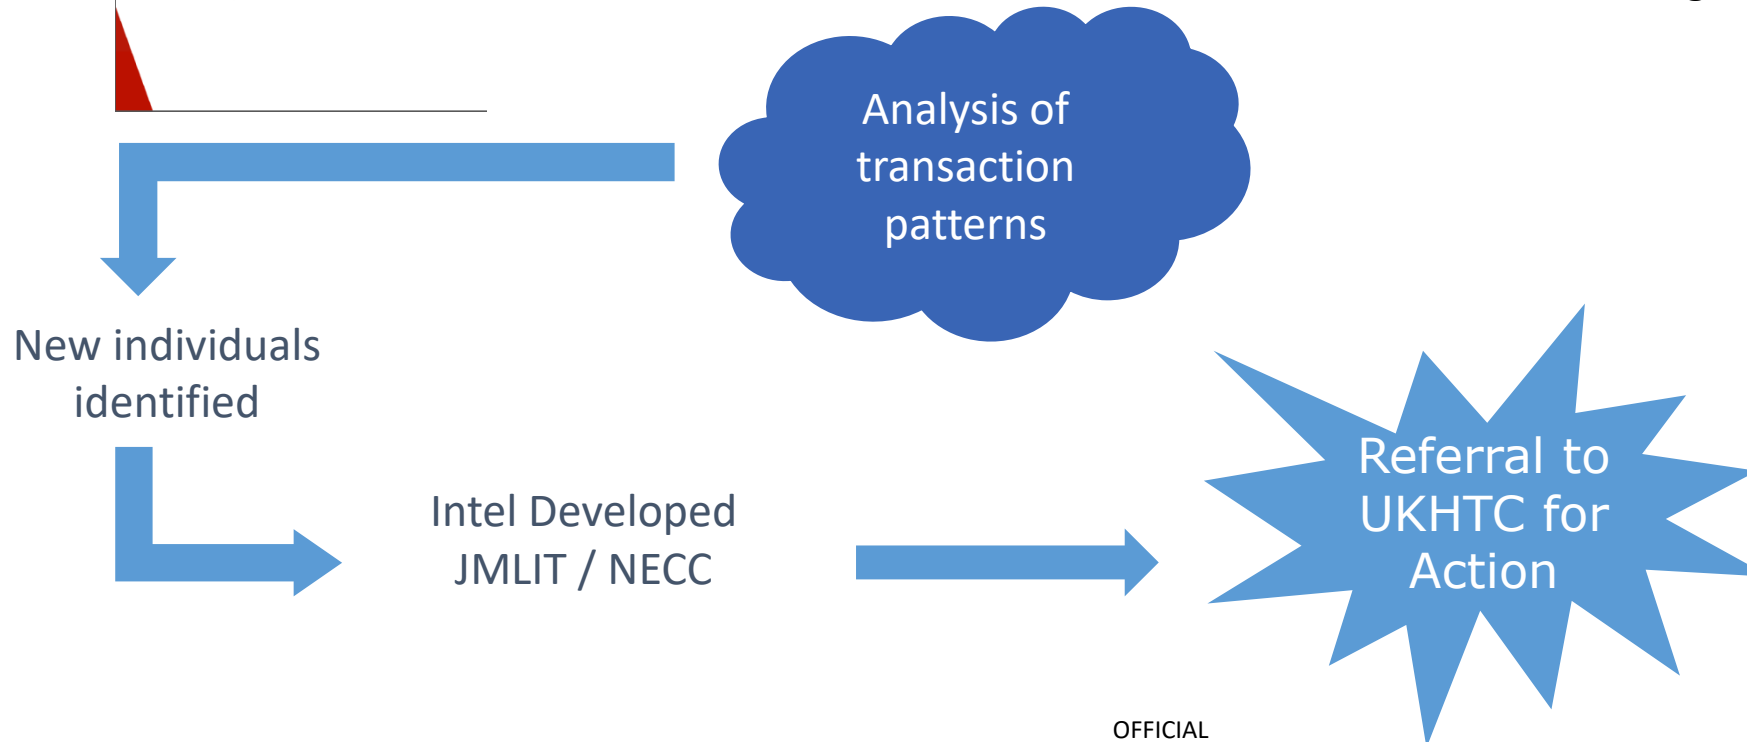 Analysis of
transaction
patterns
New individuals
identified
Intel Developed
JMLIT / NECC
Referral to
UKHTC for
Action
OFFICIAL